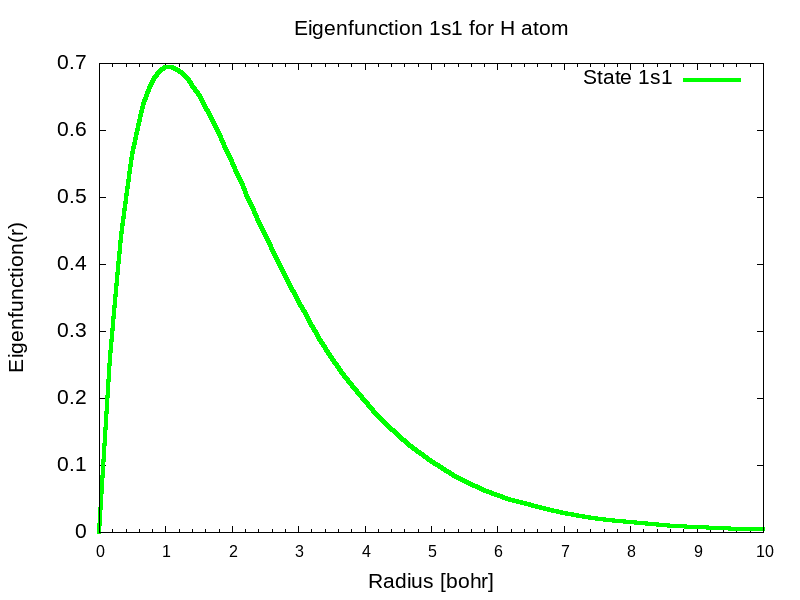 Eigenfunction 1s1 for H atom
State 1s1
0.7
0.6
0.5
0.4
0.3
0.2
0.1
0
Eigenfunction(r)
0 1 2 3 4 5 6 7 8 9 10
Radius [bohr]